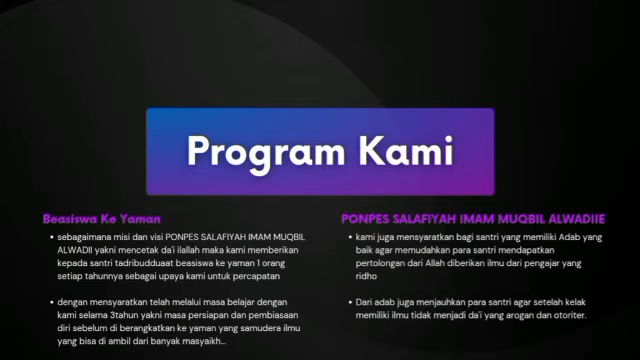 Program Kami
Beasiswa Ke Yaman
sebagaimana misi dan visi PONPES SALAFIYAH IMAM MUQBIL
ALWADII yakni mencetak da'i ilallah maka kami memberikan
kepada santri tadribudduaat beasiswa ke yaman 1 orang
setiap tahunnya sebagai upaya kami untuk percapatan
dengan mensyaratkan telah melalui masa belajar dengan
kami selama 3tahun yakni masa persiapan dan pembiasaan
diri sebelum di berangkatkan ke yaman yang samudera ilmu
yang bisa di ambil dari banyak masyaikh...
PONPES SALAFIYAH IMAM MUQBIL ALWADIIE
kami juga mensyaratkan bagi santri yang memiliki Adab yang
baik agar memudahkan para santri mendapatkan
pertolongan dari Allah diberikan ilmu dari pengajar yang
ridho
Dari adab juga menjauhkan para santri agar setelah kelak
memiliki ilmu tidak menjadi da'i yang arogan dan otoriter.